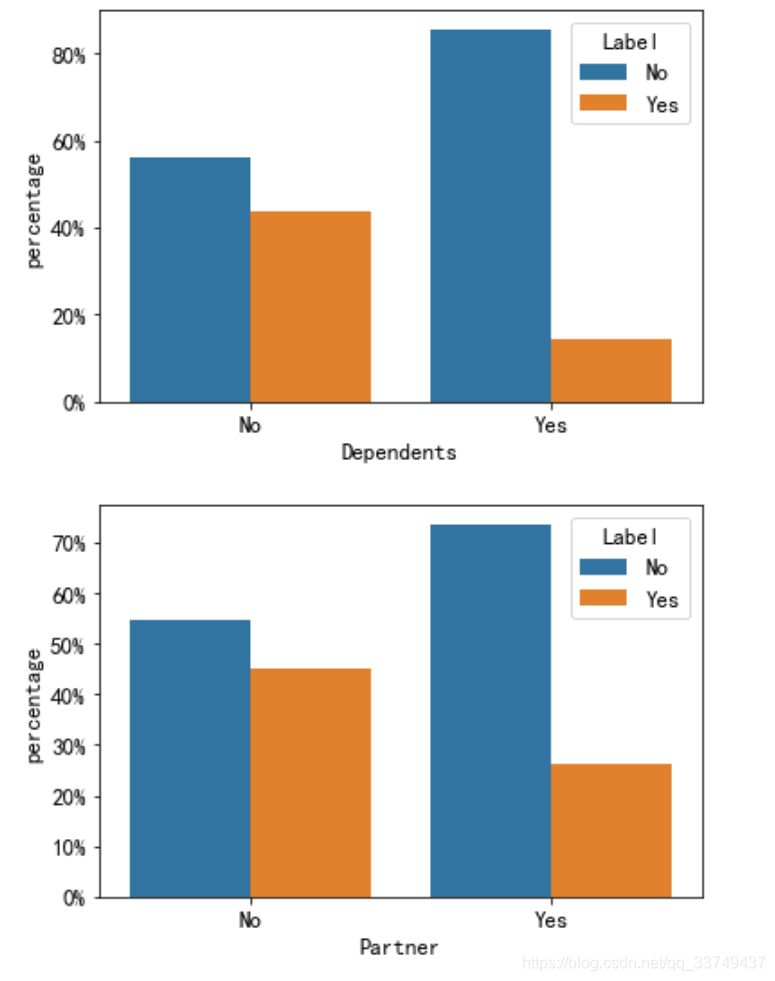 80%
60%
40%
20%
0%
percentage
Label
No
Yes
No Yes
Dependents
70%
60%
50%
40%
30%
20%
10%
0%
percentage
Label
No
Yes
No Yes
Partner
https://blog.csdn.net/qq_33749437